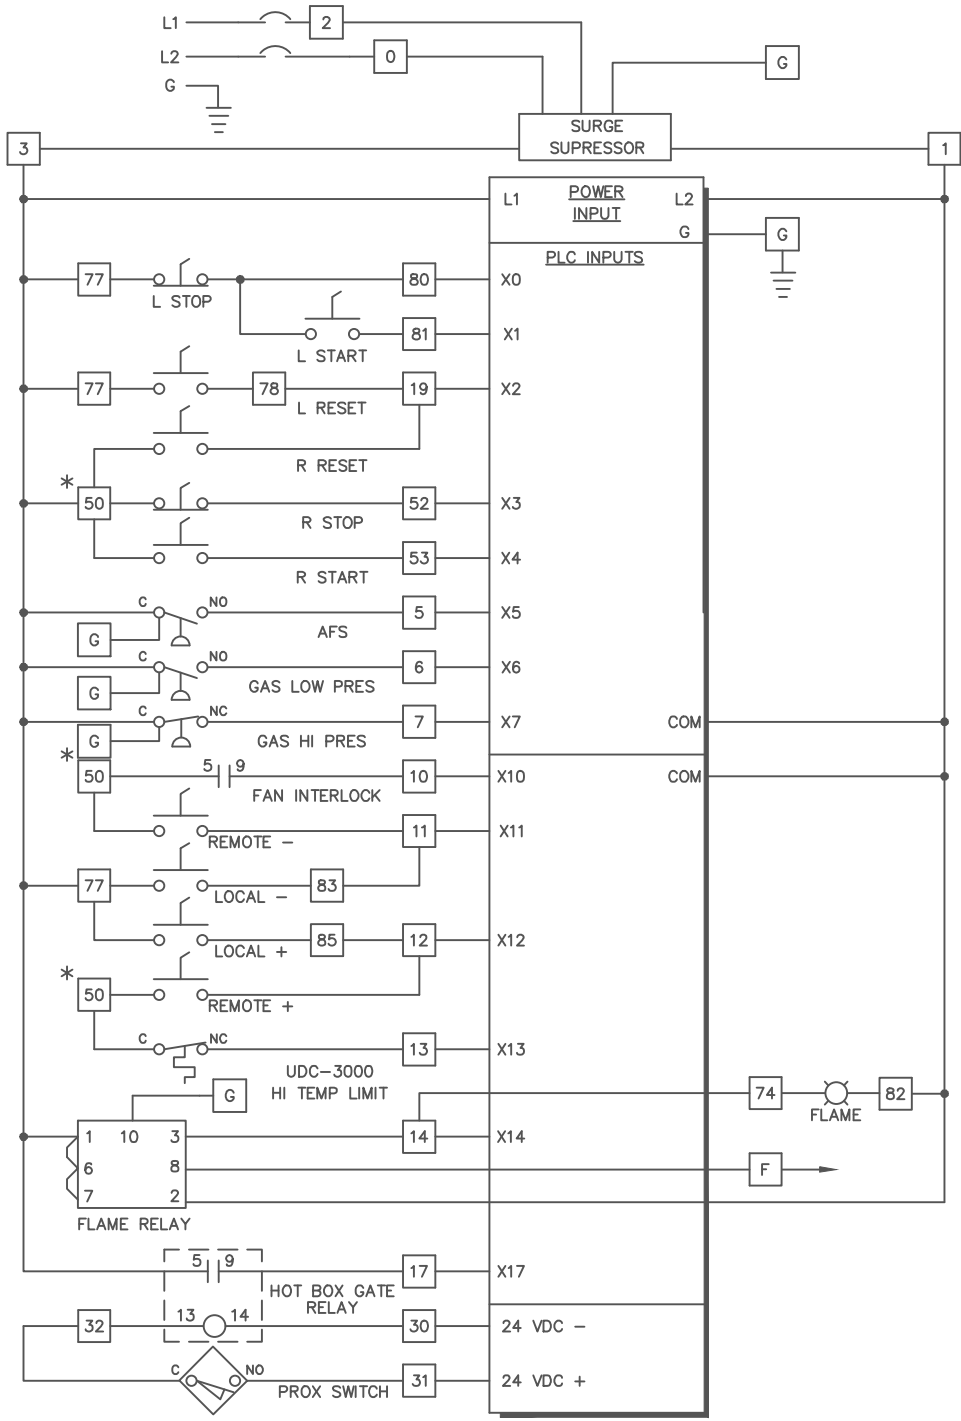 L1 2
L2 0
G G
SURGE
SUPRESSOR
3 1
L1 POWER L2
INPUT
G G
PLC INPUTS
77 L STOP 80 X0
L START 81 X1
77 78 L RESET 19 X2
R RESET
* 50 R STOP 52 X3
R START 53 X4
C NO 5 X5
G AFS
C NO 6 X6
G GAS LOW PRES
C NC 7 X7 COM
G GAS HI PRES
* 50 5 9 10 X10 COM
FAN INTERLOCK
REMOTE - 11 X11
77 LOCAL - 83
LOCAL + 85 12 X12
* 50 REMOTE +
C NC 13 X13
UDC-3000
HI TEMP LIMIT
G 74 82
FLAME
1 10 3 14 X14
6 8 F
7 2
FLAME RELAY
5 9 17 X17
HOT BOX GATE
RELAY
32 13 14 30 24 VDC -
C NO 31 24 VDC +
PROX SWITCH